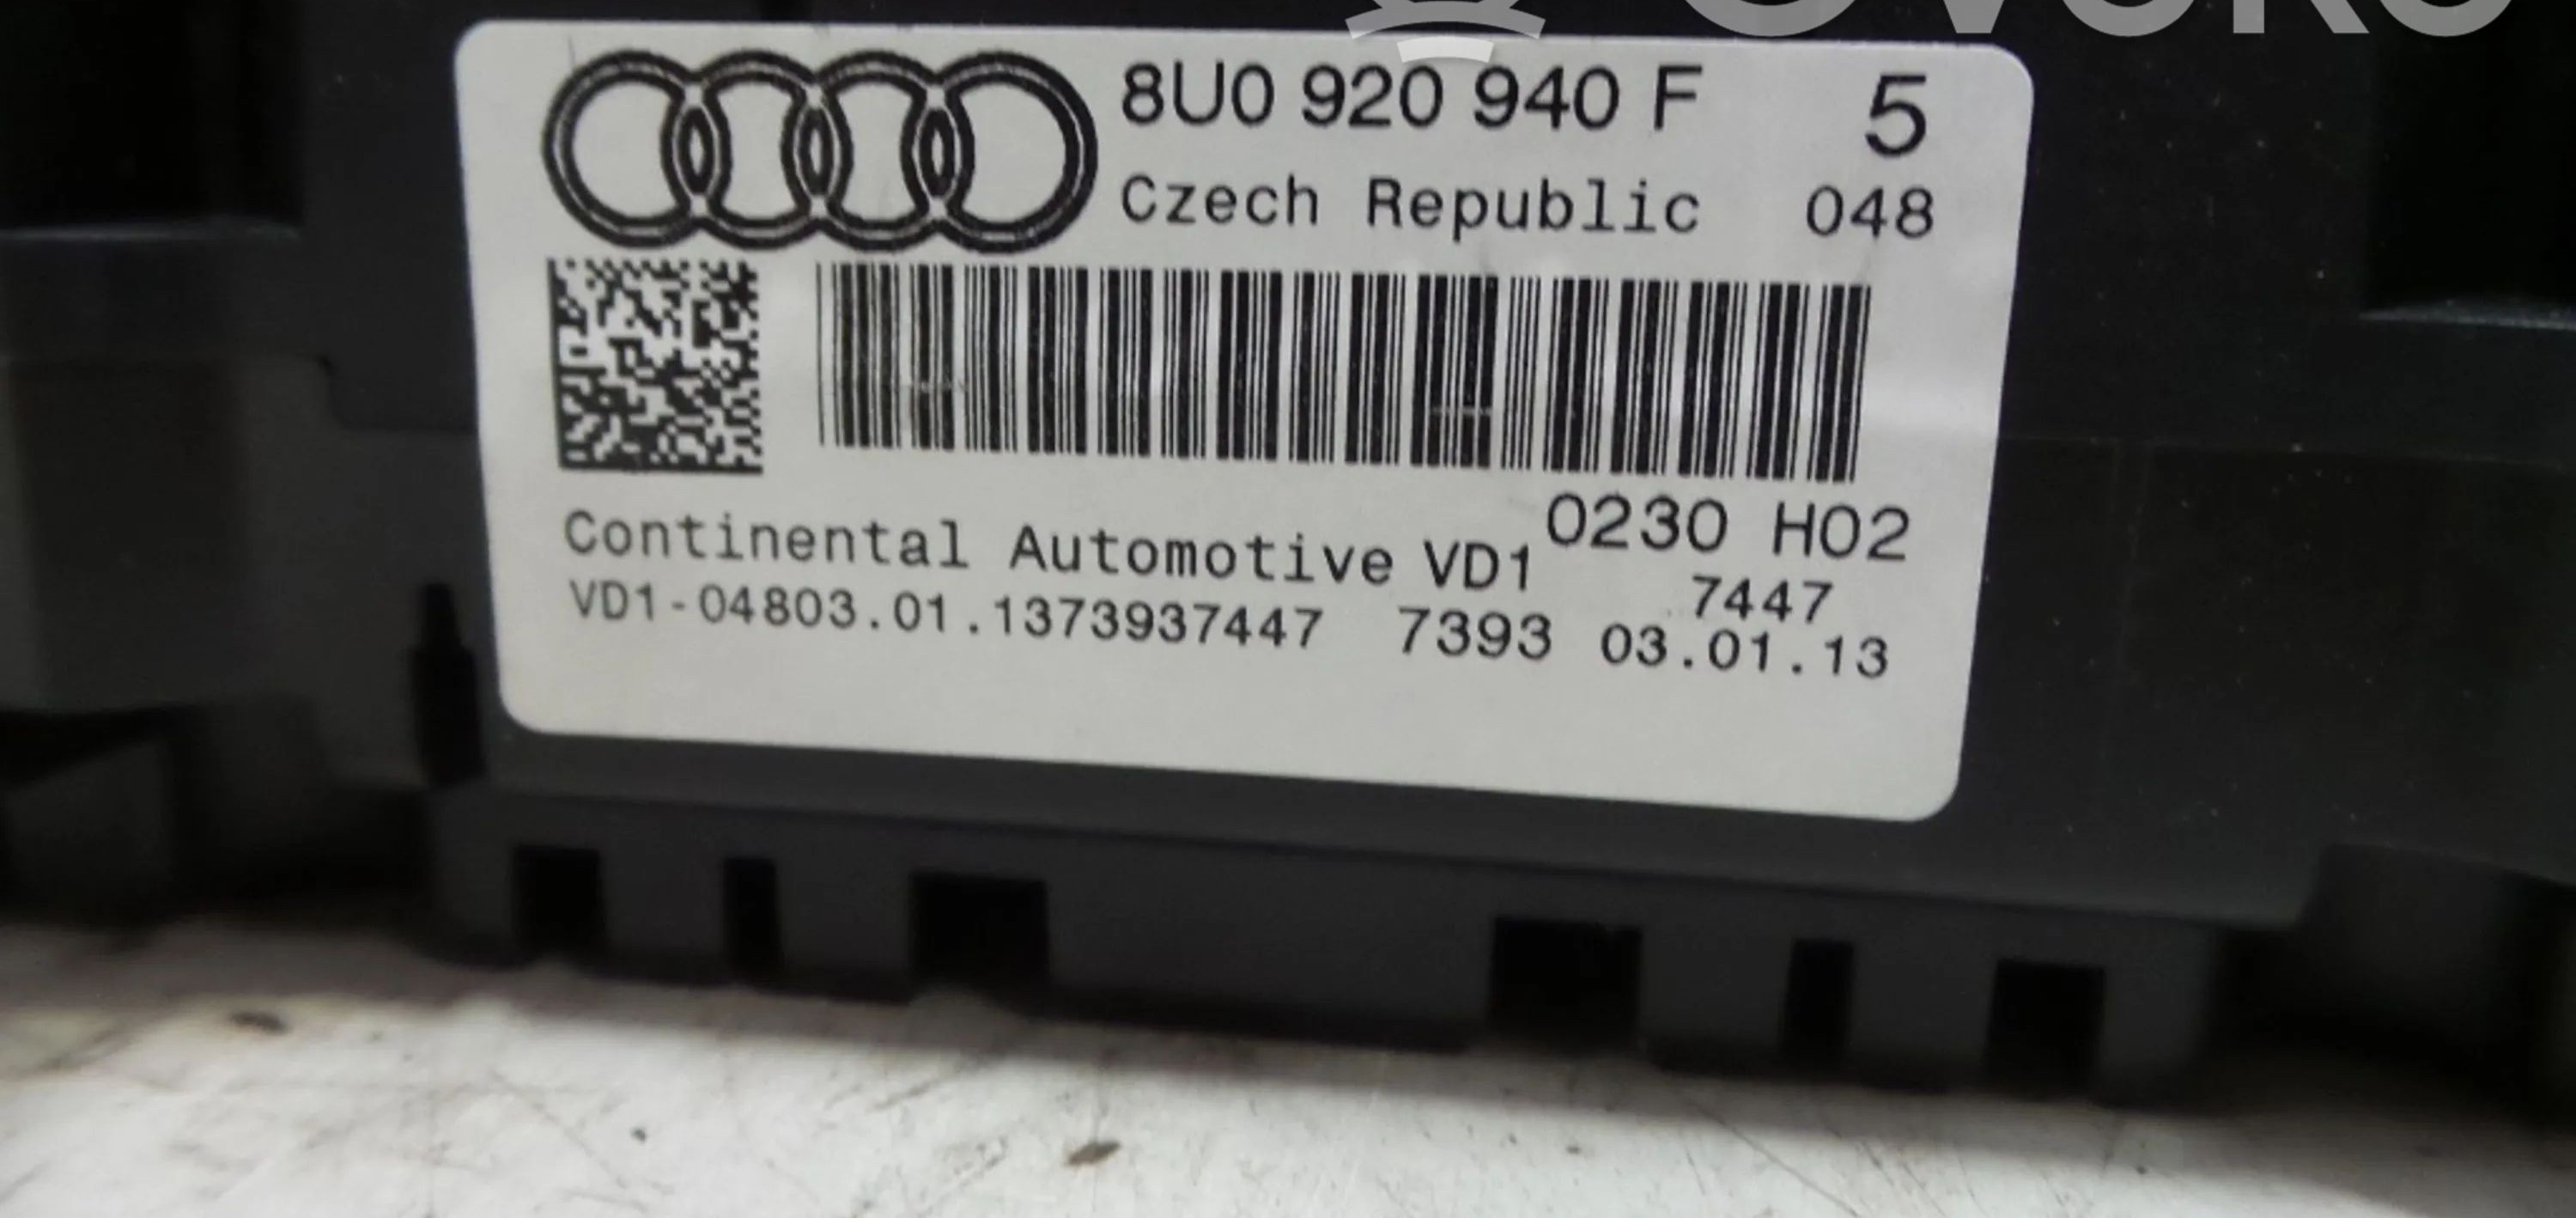 8U0 920 940 F 5
Czech Republic 048
0230 H02
Continental Automotive VD1
7447
VD1-04803.01.1373937447 7393 03.01.13